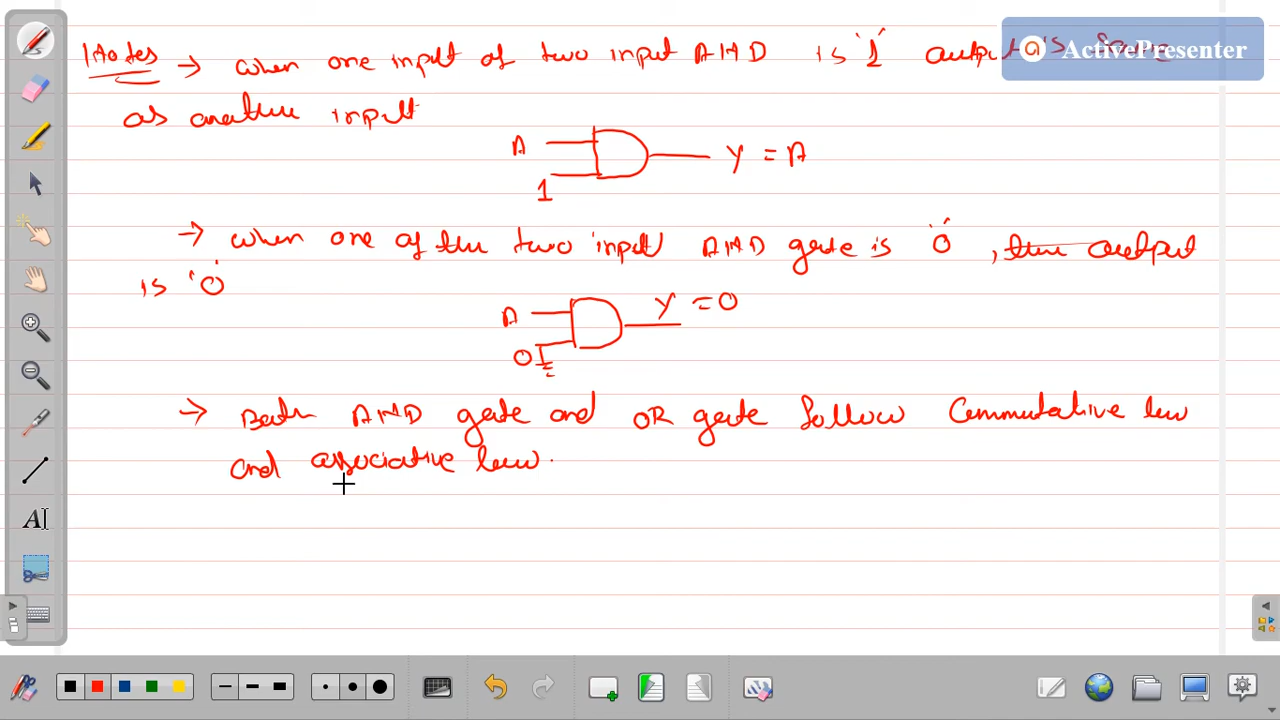 ActivePresenter
Notes → when one input of two input AND is '1' output is same
as another input
A
Y = A
1
→ when one of the two input AND gate is '0', the output
is '0'
A
Y = 0
0
→ Both AND gate and OR gate follow Commutative law
and associative law.
A